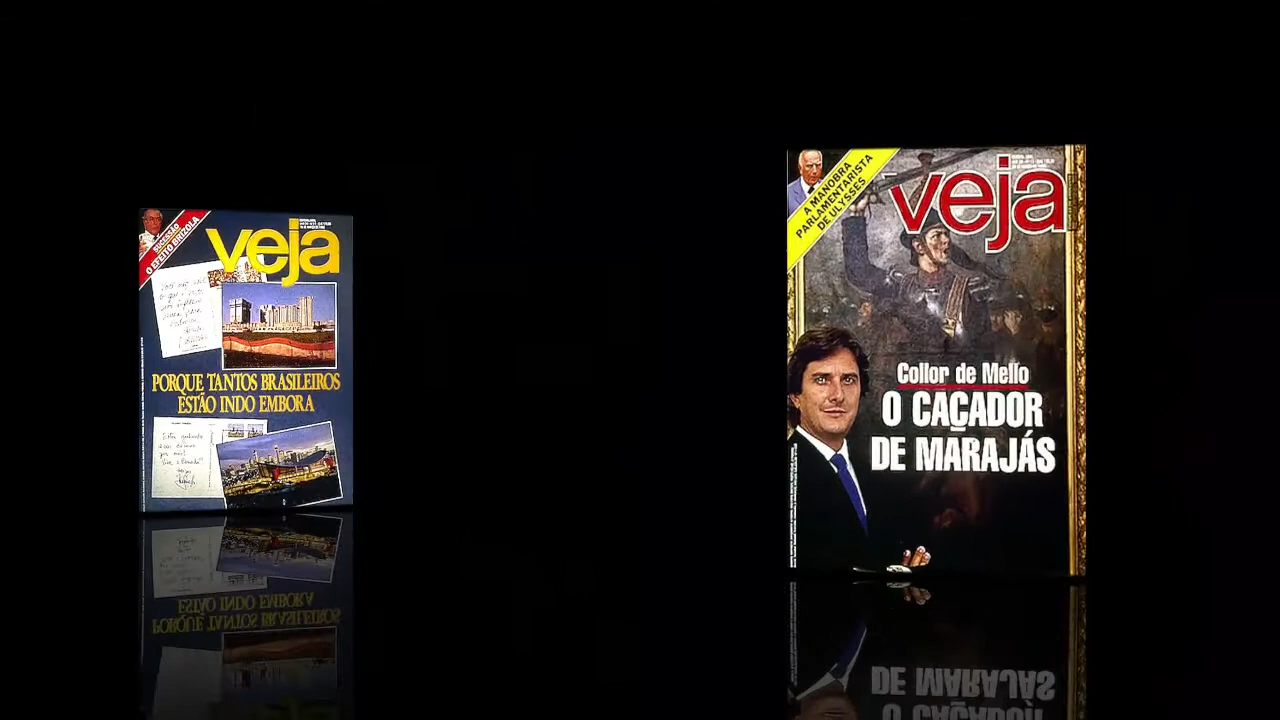 SUCESSÃO
O EFEITO BRIZOLA
veja
PORQUE TANTOS BRASILEIROS
ESTÃO INDO EMBORA
A MANOBRA
PARLAMENTARISTA
DE ULYSSES
veja
Collor de Mello
O CAÇADOR
DE MARAJÁS